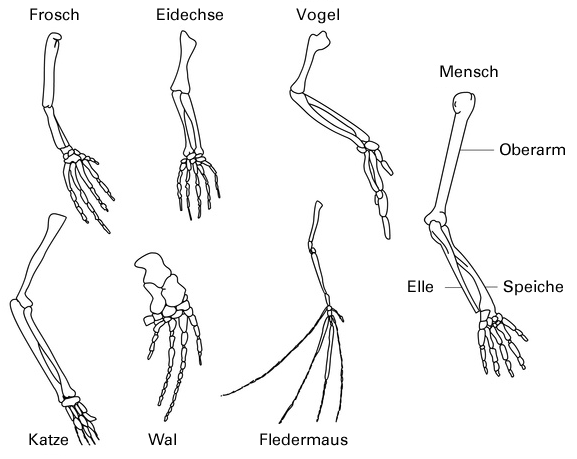 Frosch
Eidechse
Vogel
Mensch
Oberarm
Elle
Speiche
Katze
Wal
Fledermaus